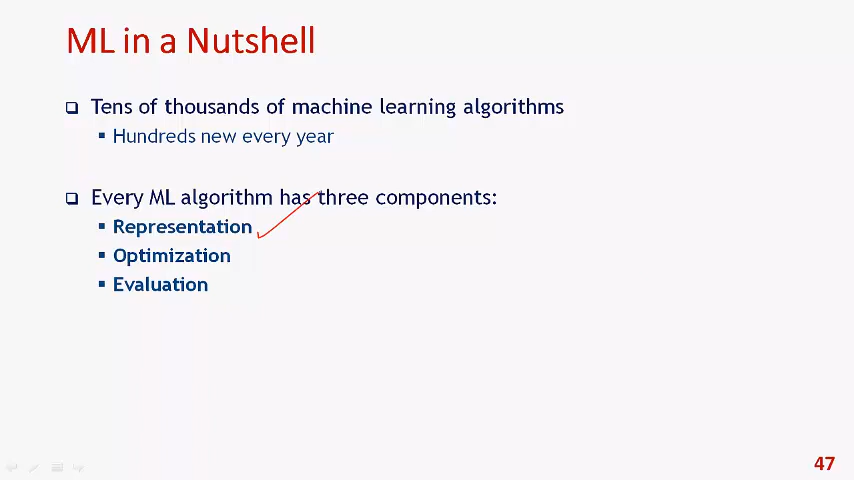 ML in a Nutshell
Tens of thousands of machine learning algorithms
Hundreds new every year
Every ML algorithm has three components:
Representation
Optimization
Evaluation
47